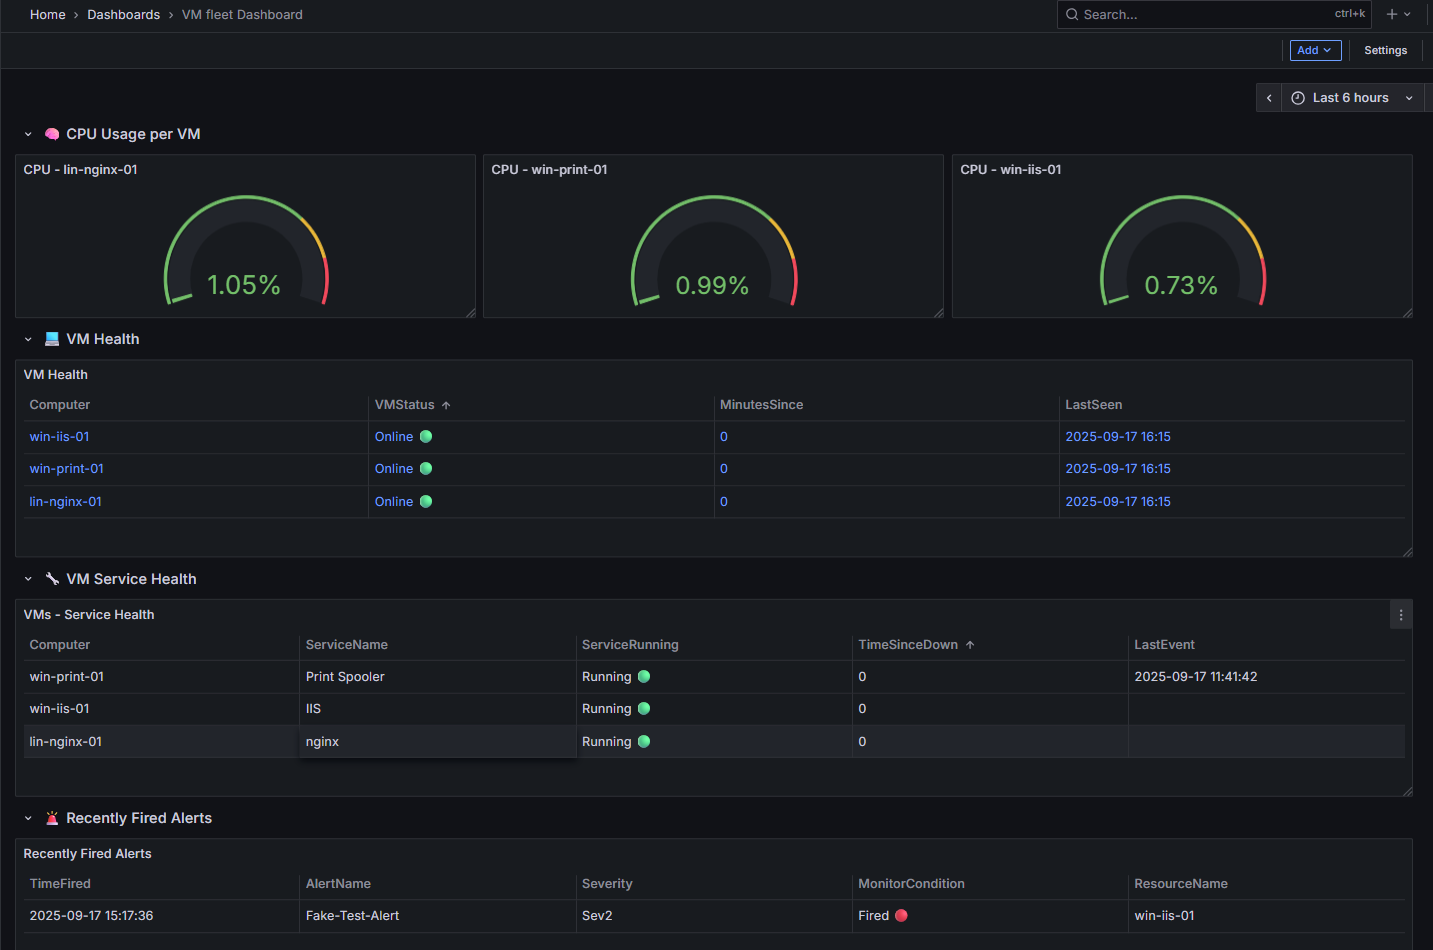 Home › Dashboards › VM fleet Dashboard Search... ctrl+k
Add Settings
Last 6 hours
CPU Usage per VM
CPU - lin-nginx-01 CPU - win-print-01 CPU - win-iis-01
1.05% 0.99% 0.73%
VM Health
VM Health
Computer VMStatus MinutesSince LastSeen
win-iis-01 Online 0 2025-09-17 16:15
win-print-01 Online 0 2025-09-17 16:15
lin-nginx-01 Online 0 2025-09-17 16:15
VM Service Health
VMs - Service Health
Computer ServiceName ServiceRunning TimeSinceDown LastEvent
win-print-01 Print Spooler Running 0 2025-09-17 11:41:42
win-iis-01 IIS Running 0
lin-nginx-01 nginx Running 0
Recently Fired Alerts
Recently Fired Alerts
TimeFired AlertName Severity MonitorCondition ResourceName
2025-09-17 15:17:36 Fake-Test-Alert Sev2 Fired win-iis-01